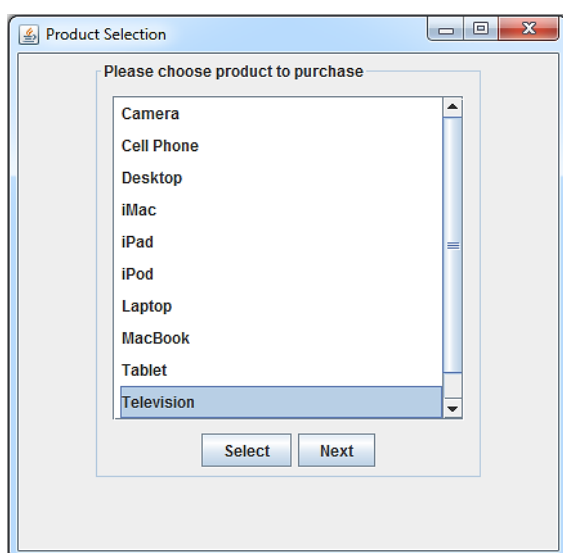 Product Selection
Please choose product to purchase
Camera
Cell Phone
Desktop
iMac
iPad
iPod
Laptop
MacBook
Tablet
Television
Select Next